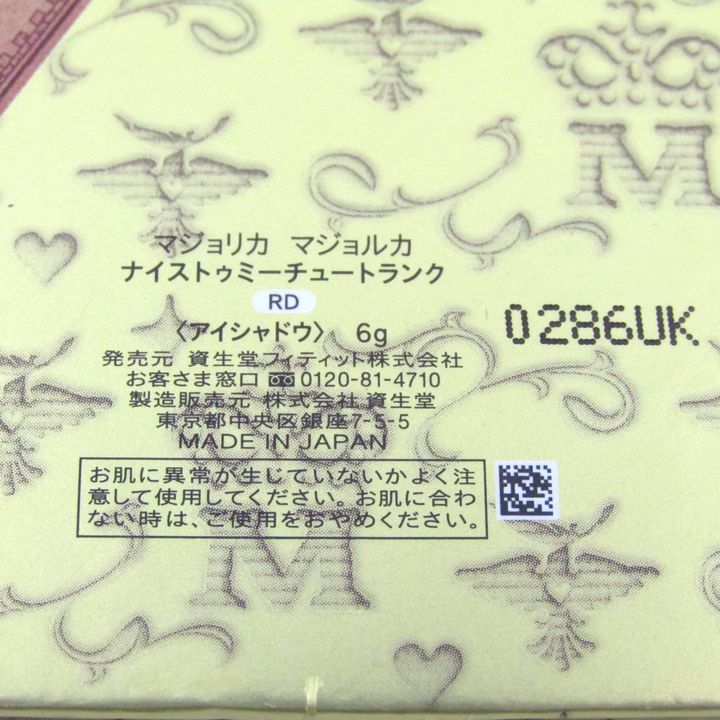 M
マジョリカ マジョルカ
ナイストゥミーチュートランク
RD
〈アイシャドウ〉 6g
0286UK
発売元 資生堂フィティット株式会社
お客さま窓口 0120-81-4710
製造販売元 株式会社 資生堂
東京都中央区銀座7-5-5
MADE IN JAPAN
お肌に異常が生じていないかよく注
意して使用してください。お肌に合わ
ない時は、ご使用をおやめください。
M